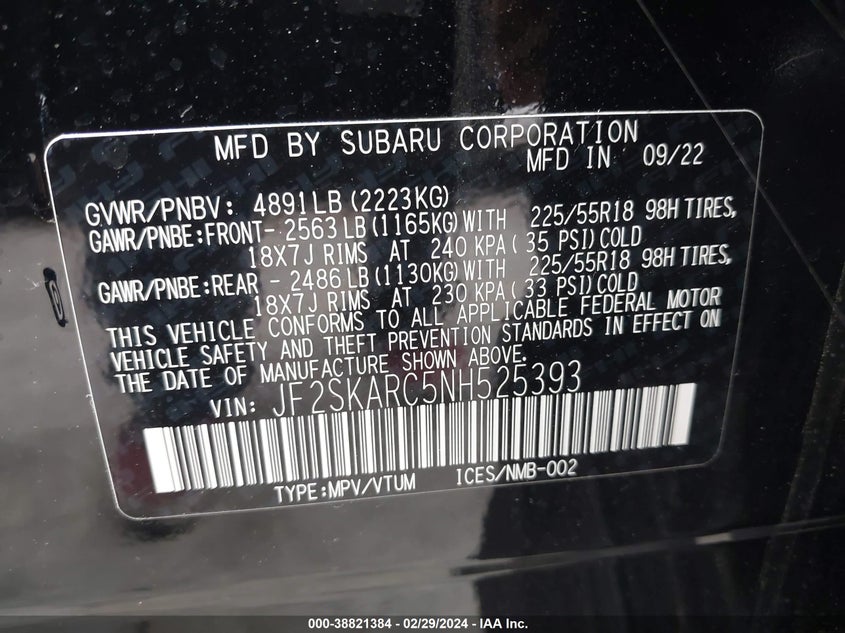 MFD BY SUBARU CORPORATION
MFD IN 09/22
GVWR/PNBV: 4891LB (2223KG)
GAWR/PNBE:FRONT- 2563LB (1165KG) WITH 225/55R18 98H TIRES,
18X7J RIMS AT 240 KPA ( 35 PSI) COLD
GAWR/PNBE:REAR - 2486LB (1130KG) WITH 225/55R18 98H TIRES,
18X7J RIMS AT 230 KPA ( 33 PSI) COLD
THIS VEHICLE CONFORMS TO ALL APPLICABLE FEDERAL MOTOR
VEHICLE SAFETY AND THEFT PREVENTION STANDARDS IN EFFECT ON
THE DATE OF MANUFACTURE SHOWN ABOVE.
VIN: JF2SKARC5NH525393
TYPE:MPV/VTUM ICES/NMB-002
000-38821384 - 02/29/2024 - IAA Inc.